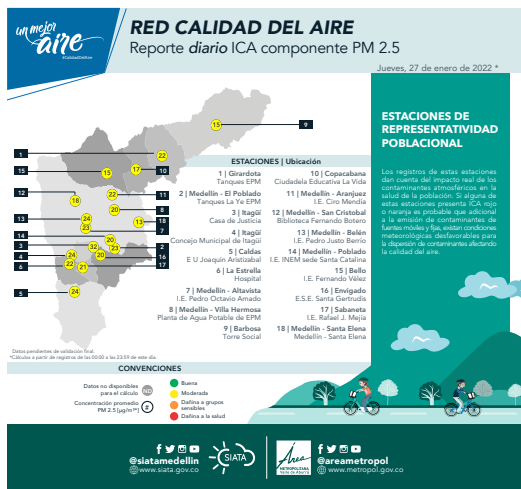 un mejor
aire
#CalidadDelAire
RED CALIDAD DEL AIRE
Reporte diario ICA componente PM 2.5
Jueves, 27 de enero de 2022 *
ESTACIONES DE
REPRESENTATIVIDAD
POBLACIONAL
Los registros de estas estaciones
dan cuenta del impacto real de los
contaminantes atmosféricos en la
salud de la población. Si alguna de
estas estaciones presenta ICA rojo
o naranja es probable que adicional
a la emisión de contaminantes de
fuentes móviles y fijas, existan condiciones
meteorológicas desfavorables para
la dispersión de contaminantes afectando
la calidad del aire.
15
9
1
22
15
13
17
10
12
18
22
11
20
8
13
24
13
18
23
7
14
20
3
32
23
2
4
24
16
6
22
21
17
5
24
ESTACIONES | Ubicación
1 | Girardota
Tanques EPM
2 | Medellín - El Poblado
Tanques La Ye EPM
3 | Itagüí
Casa de Justicia
4 | Itagüí
Concejo Municipal de Itagüí
5 | Caldas
E U Joaquín Aristizabal
6 | La Estrella
Hospital
7 | Medellín - Altavista
I.E. Pedro Octavio Amado
8 | Medellín - Villa Hermosa
Planta de Agua Potable de EPM
9 | Barbosa
Torre Social
10 | Copacabana
Ciudadela Educativa La Vida
11 | Medellín - Aranjuez
I.E. Ciro Mendía
12 | Medellín - San Cristobal
Biblioteca Fernando Botero
13 | Medellín - Belén
I.E. Pedro Justo Berrio
14 | Medellín - Poblado
I.E. INEM sede Santa Catalina
15 | Bello
I.E. Fernando Vélez
16 | Envigado
E.S.E. Santa Gertrudis
17 | Sabaneta
I.E. Rafael J. Mejía
18 | Medellín - Santa Elena
Medellín - Santa Elena
Datos pendientes de validación final.
*Cálculos a partir de registros de las 00:00 a las 23:59 de este día.
CONVENCIONES
Datos no disponibles
para el cálculo
ND
Concentración promedio
PM 2.5 [µg/m³]
#
Buena
Moderada
Dañina a grupos
sensibles
Dañina a la salud
@siatamedellin
www.siata.gov.co
SIATA
Área
METROPOLITANA
Valle de Aburrá
@areametropol
www.metropol.gov.co